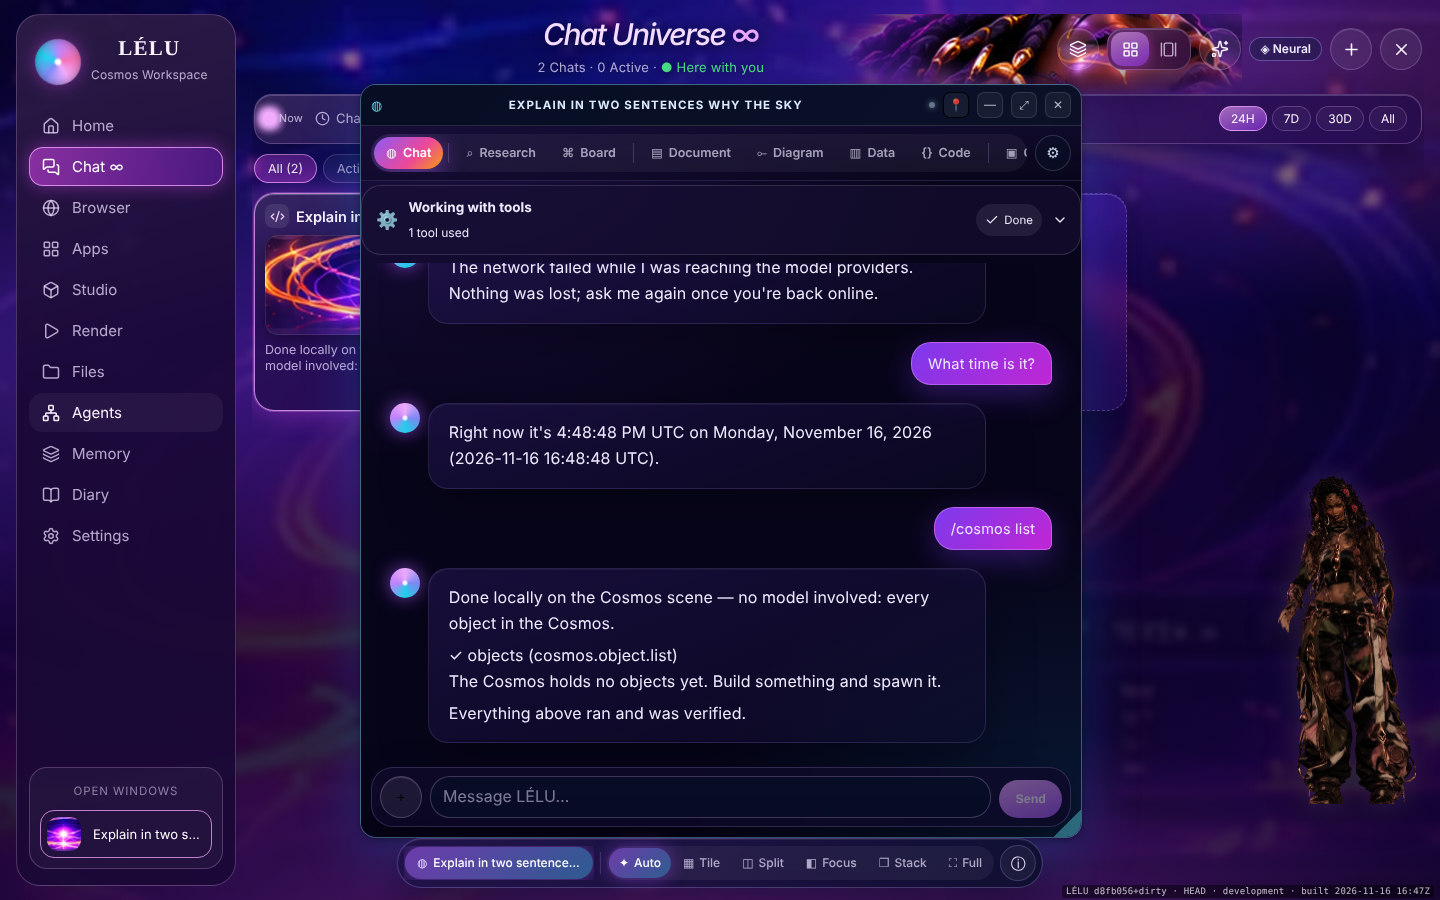 LÉLU
Cosmos Workspace
Home
Chat ∞
Browser
Apps
Studio
Render
Files
Agents
Memory
Diary
Settings
OPEN WINDOWS
Explain in two s...
Chat Universe ∞
2 Chats · 0 Active · ● Here with you
◈ Neural
Now
Cha
24H
7D
30D
All
All (2)
Acti
Explain in
Done locally on
model involved:
EXPLAIN IN TWO SENTENCES WHY THE SKY
Chat
Research
Board
Document
Diagram
Data
{} Code
Working with tools
1 tool used
✓ Done
The network failed while I was reaching the model providers.
Nothing was lost; ask me again once you're back online.
What time is it?
Right now it's 4:48:48 PM UTC on Monday, November 16, 2026
(2026-11-16 16:48:48 UTC).
/cosmos list
Done locally on the Cosmos scene — no model involved: every
object in the Cosmos.
✓ objects (cosmos.object.list)
The Cosmos holds no objects yet. Build something and spawn it.
Everything above ran and was verified.
Message LÉLU...
Send
Explain in two sentence...
Auto
Tile
Split
Focus
Stack
Full
LÉLU d8fb056+dirty · HEAD · development · built 2026-11-16 16:47Z